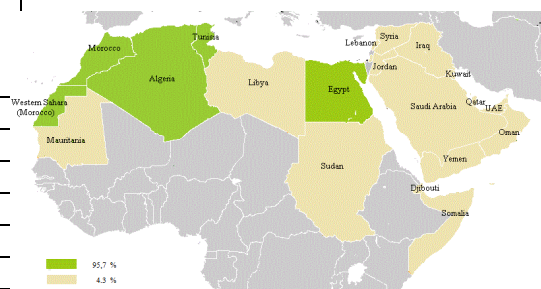 Tunisia
Morocco
Syria
Lebanon
Iraq
Jordan
Kuwait
Algeria
Libya
Egypt
Western Sahara
(Morocco)
Saudi Arabia
Qatar
UAE
Oman
Mauntania
Sudan
Yemen
Djibouti
Somalia
95,7 %
4.3 %